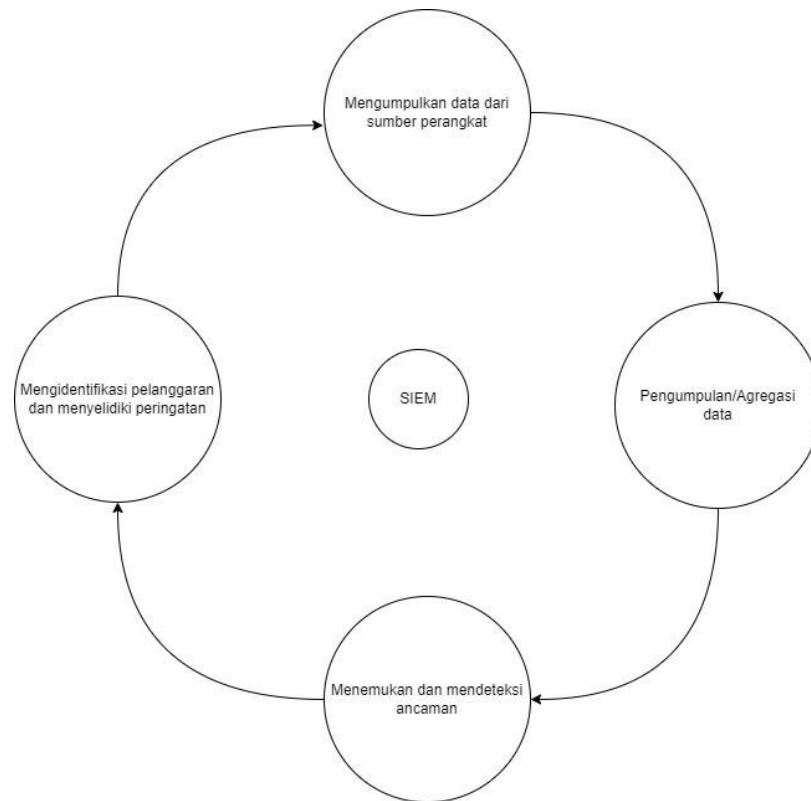 Mengumpulkan data dari
sumber perangkat
Mengidentifikasi pelanggaran
dan menyelidiki peringatan
SIEM
Pengumpulan/Agregasi
data
Menemukan dan mendeteksi
ancaman